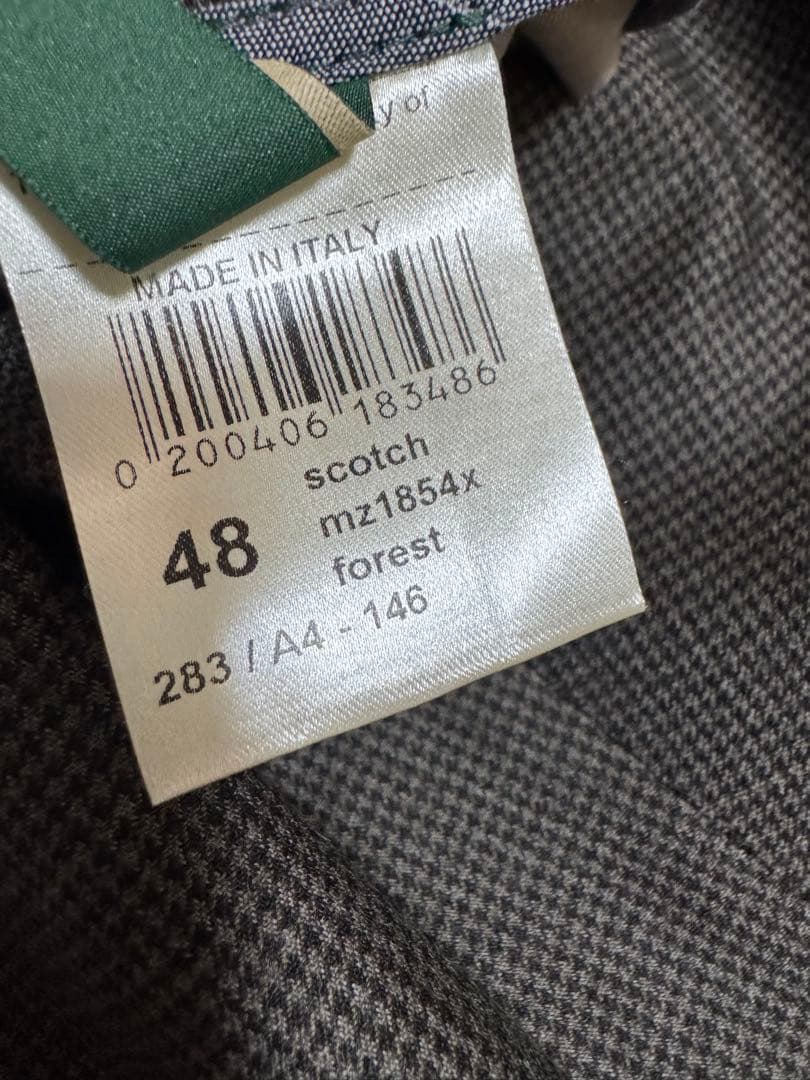 y of
MADE IN ITALY
0 200406 183486
scotch
48
mz1854x
forest
283 / A4 - 146